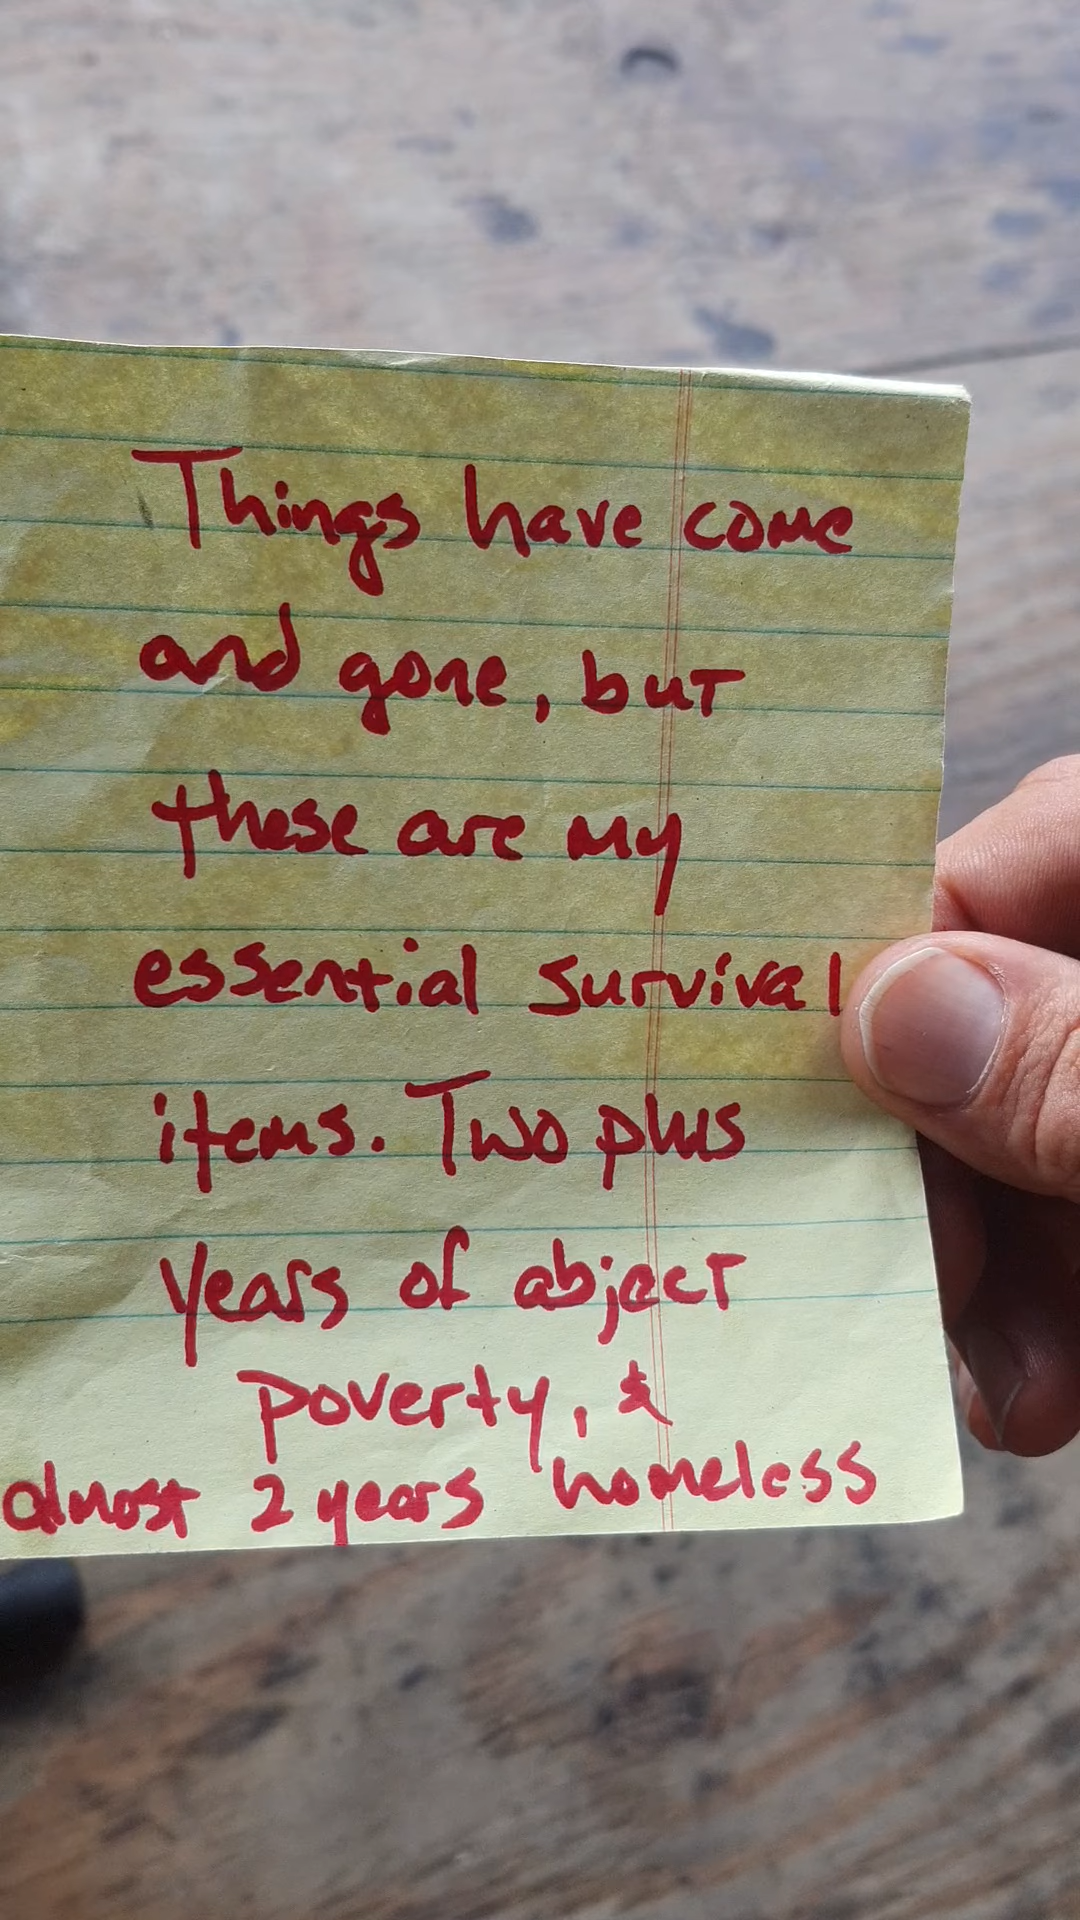 Things have come
and gone, but
these are my
essential survival
items. Two plus
years of abject
poverty, &
almost 2 years homeless